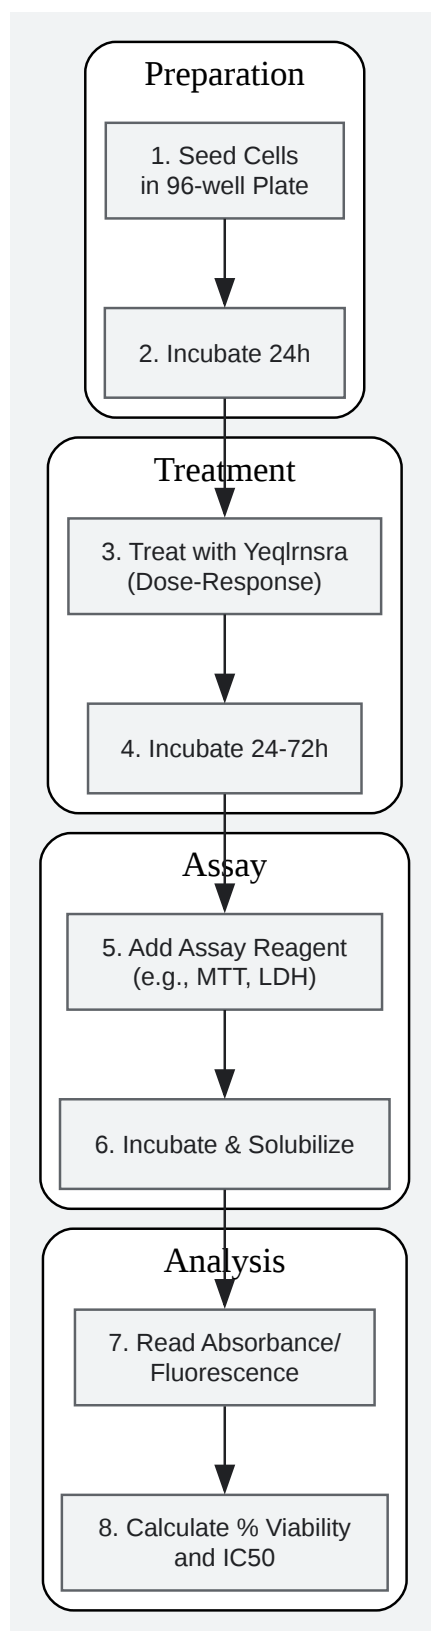 Preparation
1. Seed Cells
in 96-well Plate
2. Incubate 24h
Treatment
3. Treat with Yeqlrnsra
(Dose-Response)
4. Incubate 24-72h
Assay
5. Add Assay Reagent
(e.g., MTT, LDH)
6. Incubate & Solubilize
Analysis
7. Read Absorbance/
Fluorescence
8. Calculate % Viability
and IC50